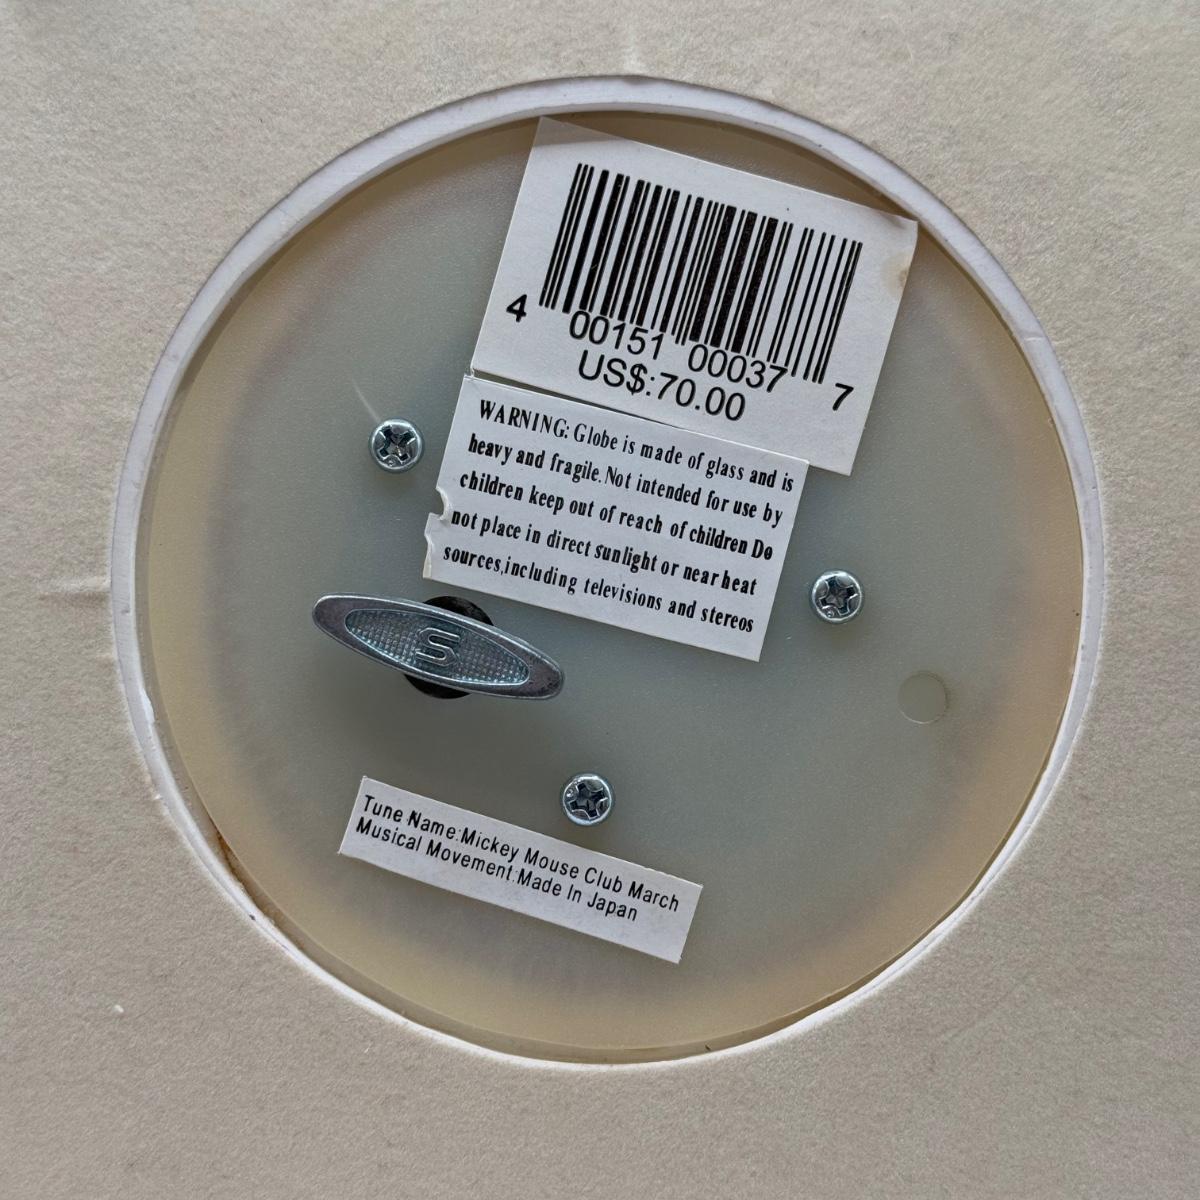 4 00151 00037 7
US$:70.00
WARNING: Globe is made of glass and is
heavy and fragile. Not intended for use by
children keep out of reach of children Do
not place in direct sunlight or near heat
sources,including televisions and stereos
S
Tune Name:Mickey Mouse Club March
Musical Movement:Made In Japan